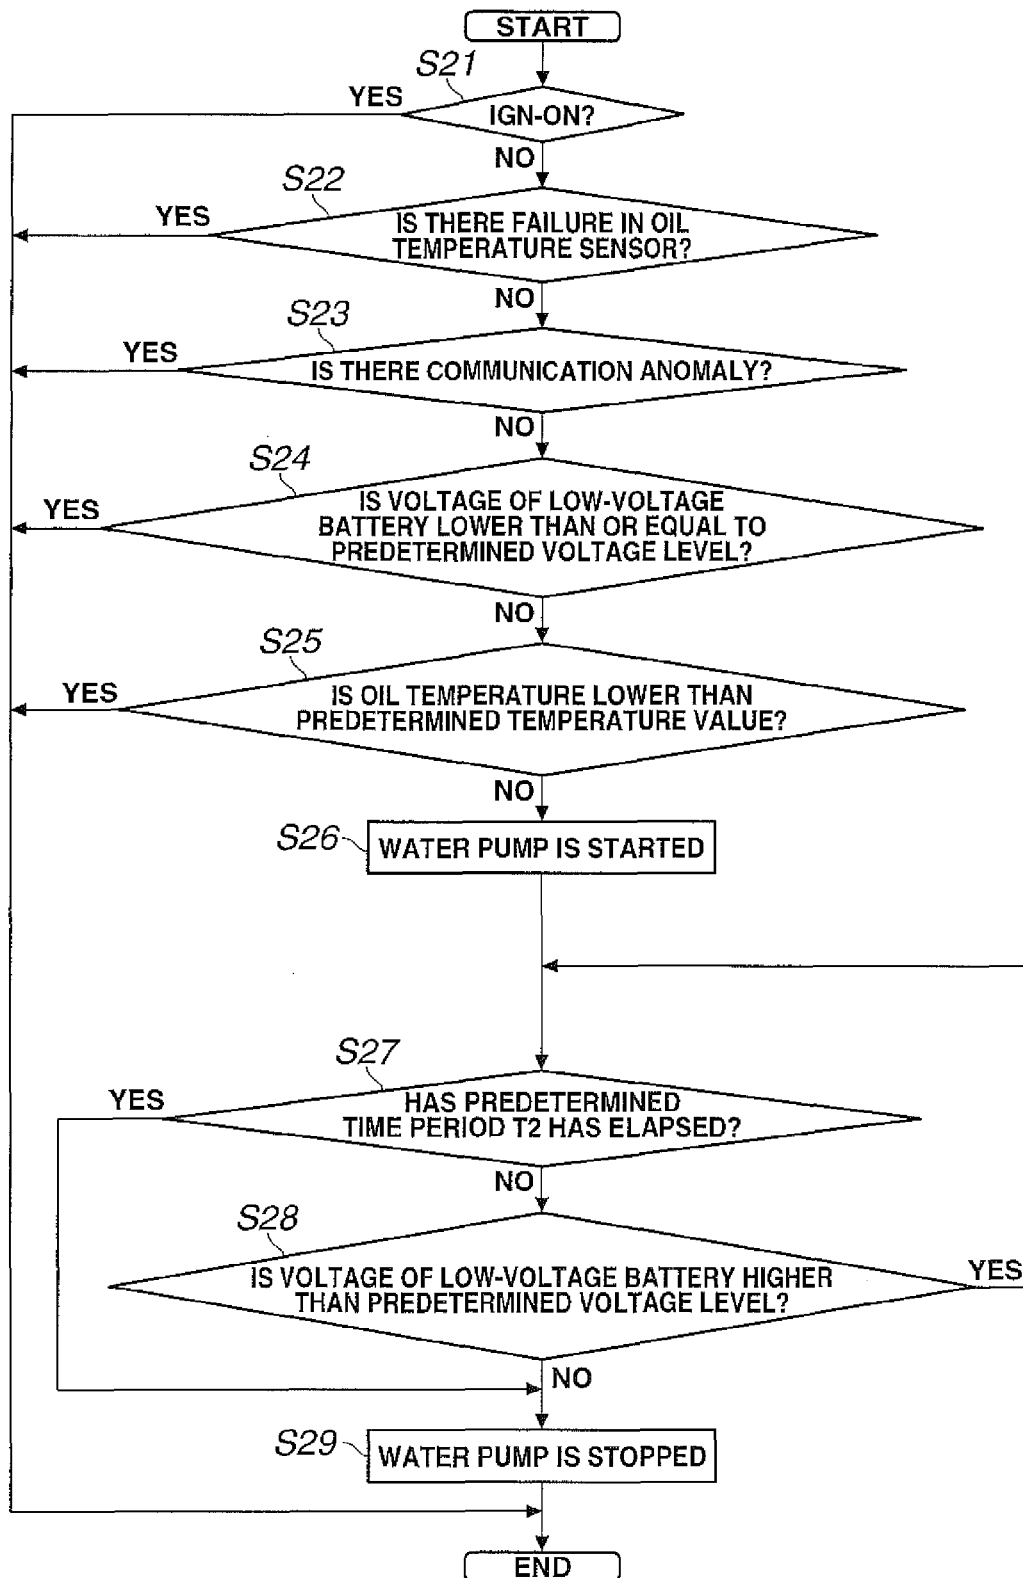 START
S21
YES
IGN-ON?
NO
S22
YES
IS THERE FAILURE IN OIL
TEMPERATURE SENSOR?
NO
S23
YES
IS THERE COMMUNICATION ANOMALY?
NO
S24
YES
IS VOLTAGE OF LOW-VOLTAGE
BATTERY LOWER THAN OR EQUAL TO
PREDETERMINED VOLTAGE LEVEL?
NO
S25
YES
IS OIL TEMPERATURE LOWER THAN
PREDETERMINED TEMPERATURE VALUE?
NO
S26
WATER PUMP IS STARTED
S27
YES
HAS PREDETERMINED
TIME PERIOD T2 HAS ELAPSED?
NO
S28
IS VOLTAGE OF LOW-VOLTAGE BATTERY HIGHER
THAN PREDETERMINED VOLTAGE LEVEL?
YES
NO
S29
WATER PUMP IS STOPPED
END